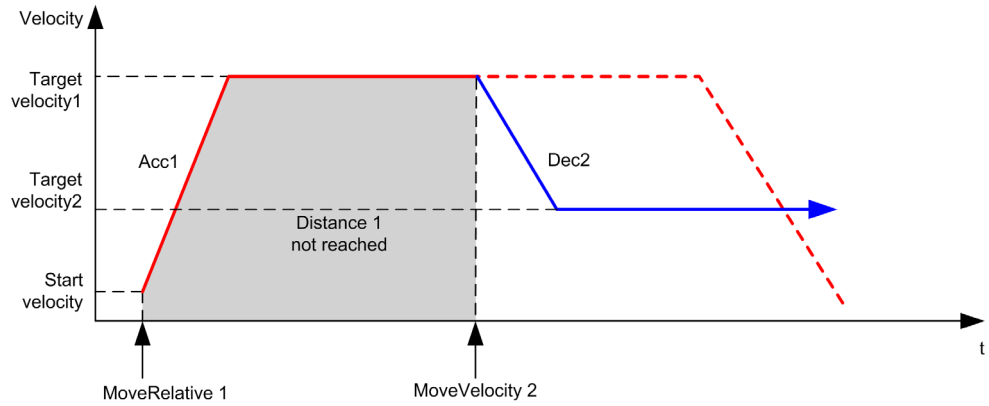 Velocity
Target
velocity1
Acc1
Dec2
Target
velocity2
Distance 1
not reached
Start
velocity
t
MoveRelative 1
MoveVelocity 2